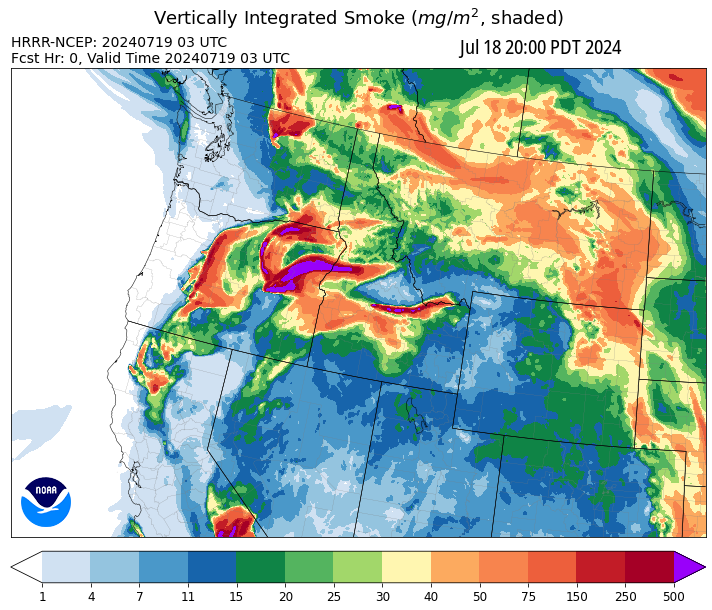 Vertically Integrated Smoke (mg/m², shaded)
HRRR-NCEP: 20240719 03 UTC
Jul 18 20:00 PDT 2024
Fcst Hr: 0, Valid Time 20240719 03 UTC
NOAA
1 4 7 11 15 20 25 30 40 50 75 150 250 500